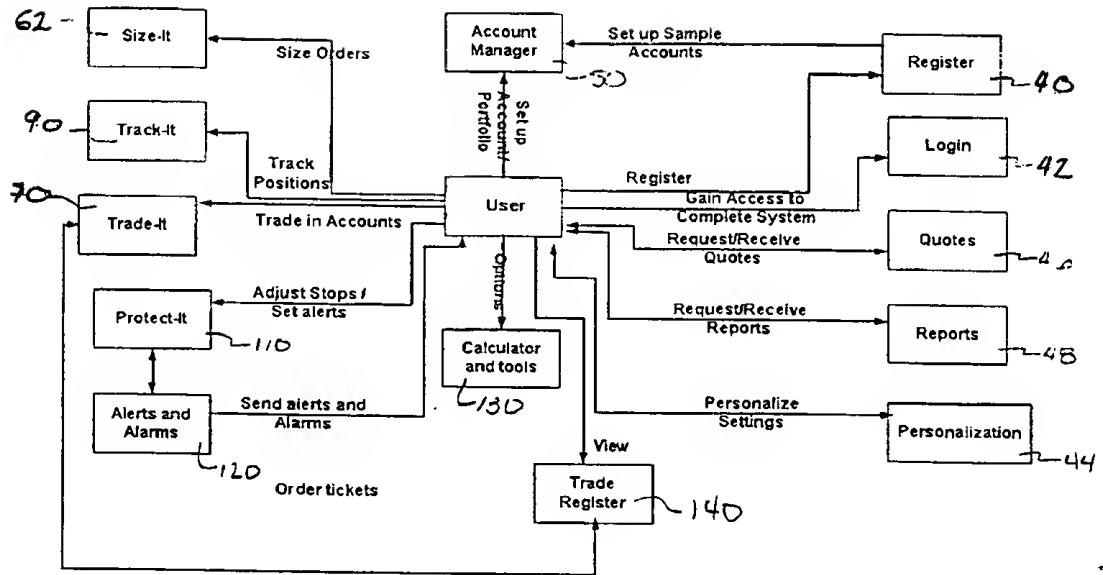 62
Size-It
Size Orders
Account
Manager
50
Set up Sample
Accounts
Register
40
90
Track-It
Track
Positions
Set up
Account/
Portfolio
Login
42
70
Trade-It
Trade in Accounts
User
Register
Gain Access to
Complete System
Request/Receive
Quotes
Quotes
Adjust Stops /
Set alerts
Protect-It
110
Options
Calculator
and tools
130
Request/Receive
Reports
Reports
48
Alerts and
Alarms
120
Send alerts and
Alarms
Personalize
Settings
Personalization
44
View
Order tickets
Trade
Register
140